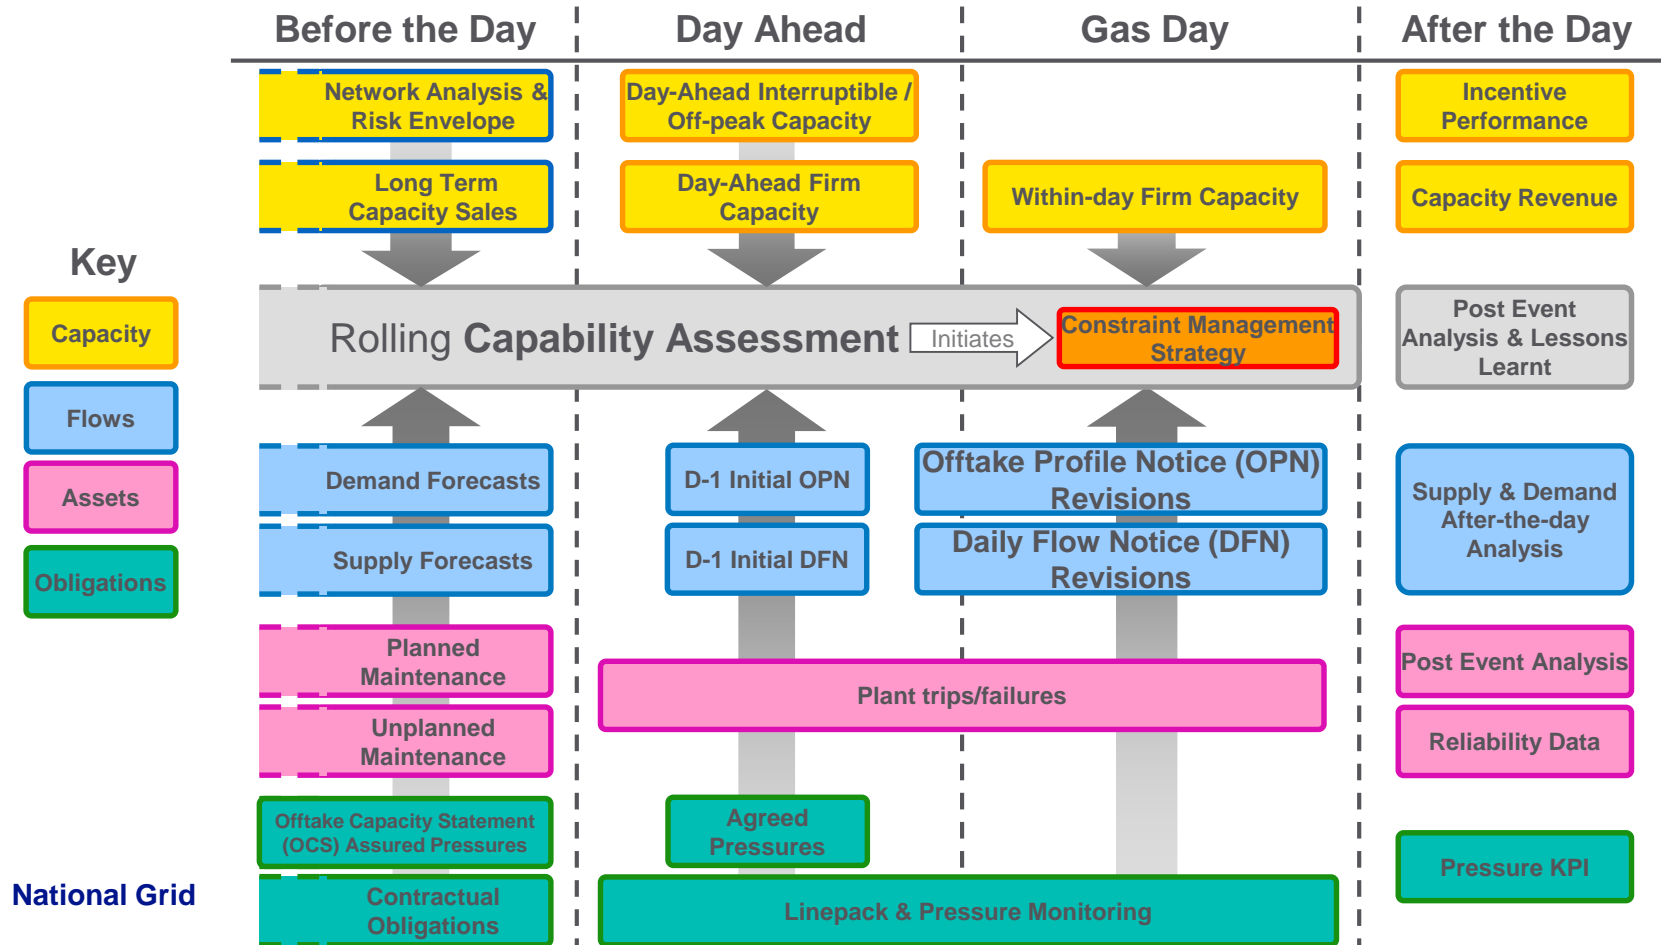 Before the Day
Day Ahead
Gas Day
After the Day
Network Analysis &
Risk Envelope
Day-Ahead Interruptible /
Off-peak Capacity
Incentive
Performance
Long Term
Capacity Sales
Day-Ahead Firm
Capacity
Within-day Firm Capacity
Capacity Revenue
Key
Capacity
Flows
Assets
Obligations
Rolling Capability Assessment
Initiates
Constraint Management
Strategy
Post Event
Analysis & Lessons
Learnt
Demand Forecasts
D-1 Initial OPN
Offtake Profile Notice (OPN)
Revisions
Supply & Demand
After-the-day
Analysis
Supply Forecasts
D-1 Initial DFN
Daily Flow Notice (DFN)
Revisions
Planned
Maintenance
Plant trips/failures
Post Event Analysis
Unplanned
Maintenance
Reliability Data
Offtake Capacity Statement
(OCS) Assured Pressures
Agreed
Pressures
Pressure KPI
Contractual
Obligations
Linepack & Pressure Monitoring
National Grid